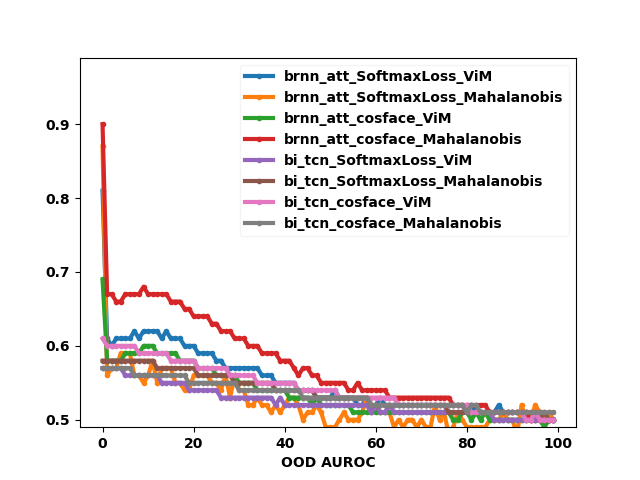 brnn_att_SoftmaxLoss_ViM
brnn_att_SoftmaxLoss_Mahalanobis
brnn_att_cosface_ViM
brnn_att_cosface_Mahalanobis
bi_tcn_SoftmaxLoss_ViM
bi_tcn_SoftmaxLoss_Mahalanobis
bi_tcn_cosface_ViM
bi_tcn_cosface_Mahalanobis
0.9
0.8
0.7
0.6
0.5
0 20 40 60 80 100
OOD AUROC